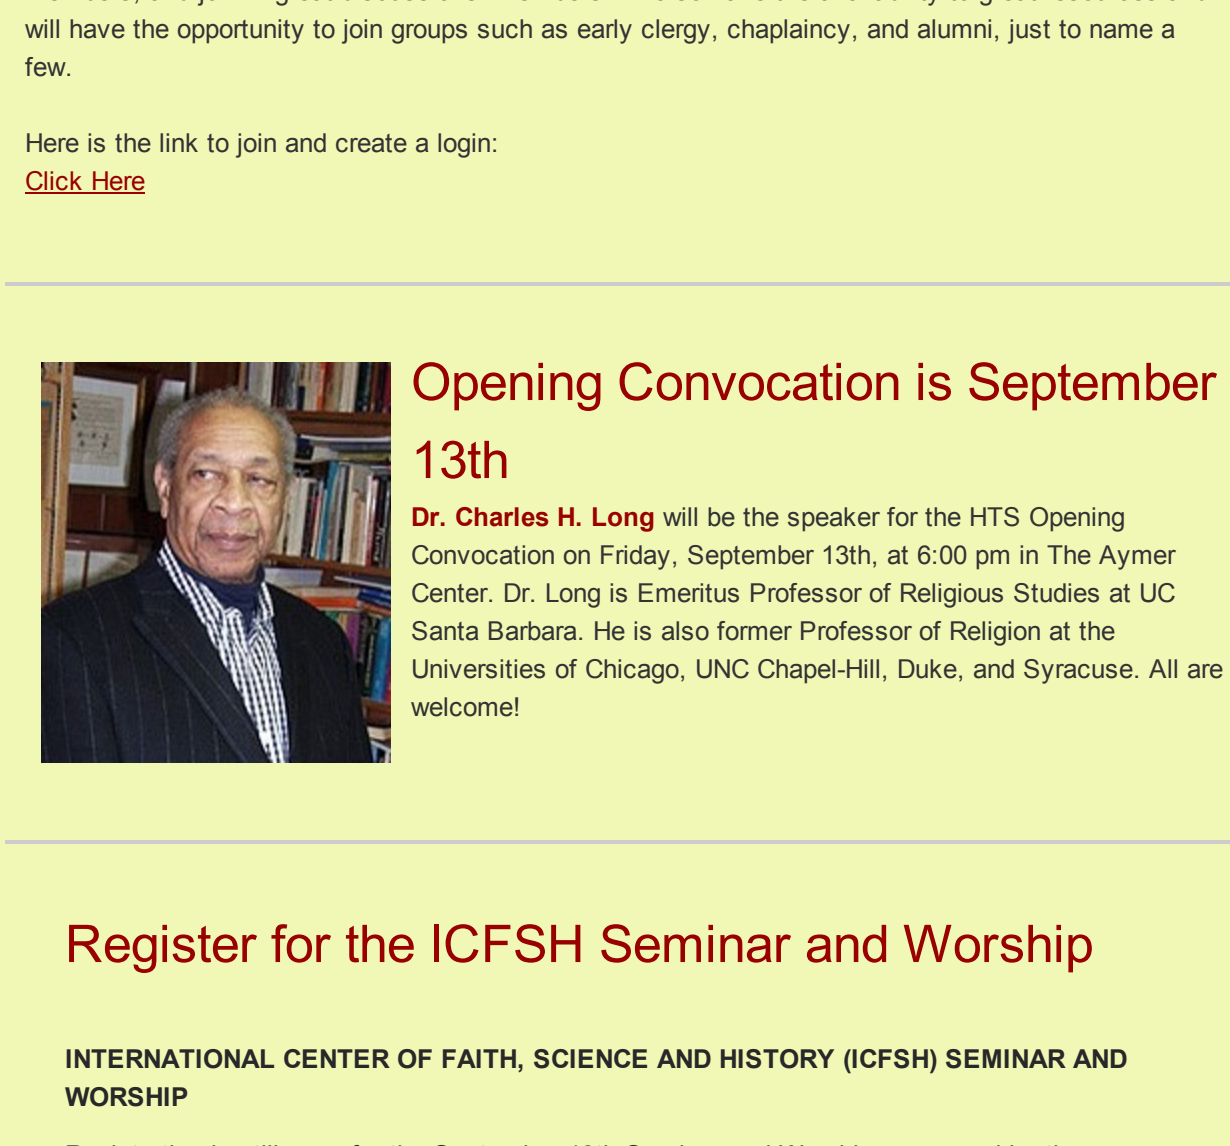 will have the opportunity to join groups such as early clergy, chaplaincy, and alumni, just to name a
few.
Here is the link to join and create a login:
Click Here
Opening Convocation is September
13th
Dr. Charles H. Long will be the speaker for the HTS Opening
Convocation on Friday, September 13th, at 6:00 pm in The Aymer
Center. Dr. Long is Emeritus Professor of Religious Studies at UC
Santa Barbara. He is also former Professor of Religion at the
Universities of Chicago, UNC Chapel-Hill, Duke, and Syracuse. All are
welcome!
Register for the ICFSH Seminar and Worship
INTERNATIONAL CENTER OF FAITH, SCIENCE AND HISTORY (ICFSH) SEMINAR AND
WORSHIP